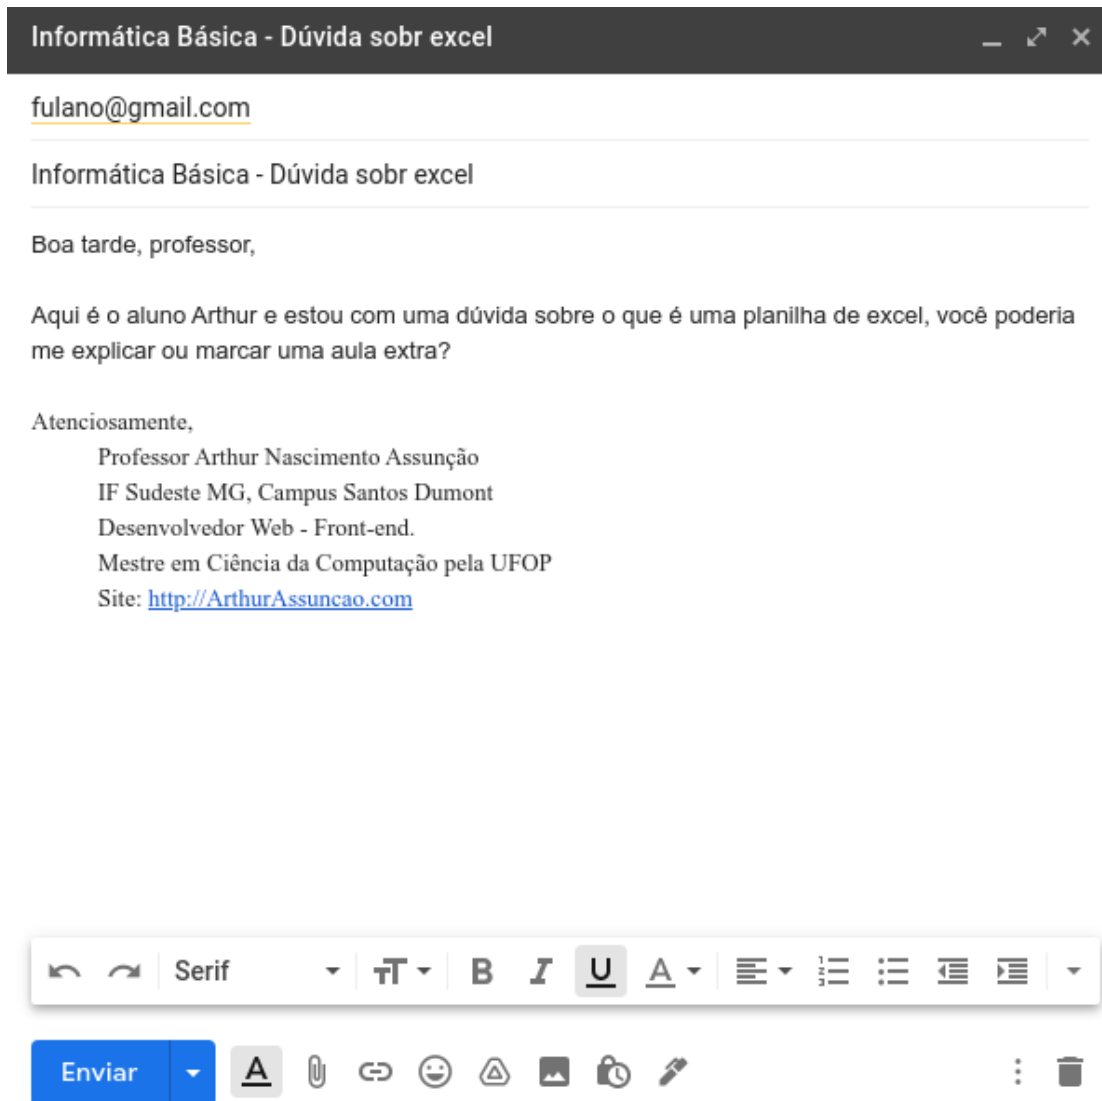 Informática Básica - Dúvida sobr excel
fulano@gmail.com
Informática Básica - Dúvida sobr excel
Boa tarde, professor,
Aqui é o aluno Arthur e estou com uma dúvida sobre o que é uma planilha de excel, você poderia
me explicar ou marcar uma aula extra?
Atenciosamente,
Professor Arthur Nascimento Assunção
IF Sudeste MG, Campus Santos Dumont
Desenvolvedor Web - Front-end.
Mestre em Ciência da Computação pela UFOP
Site: http://ArthurAssuncao.com
Serif
Enviar